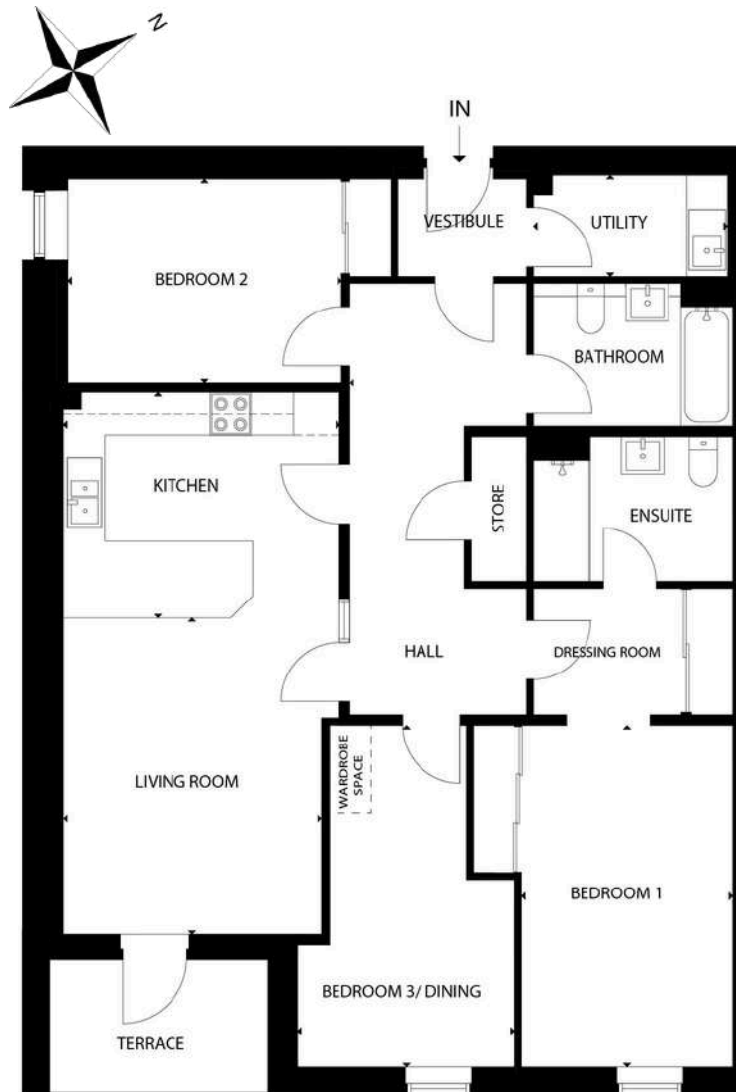 N
IN
VESTIBULE
UTILITY
BEDROOM 2
BATHROOM
KITCHEN
STORE
ENSUITE
HALL
DRESSING ROOM
WARDROBE
SPACE
LIVING ROOM
BEDROOM 1
BEDROOM 3/ DINING
TERRACE